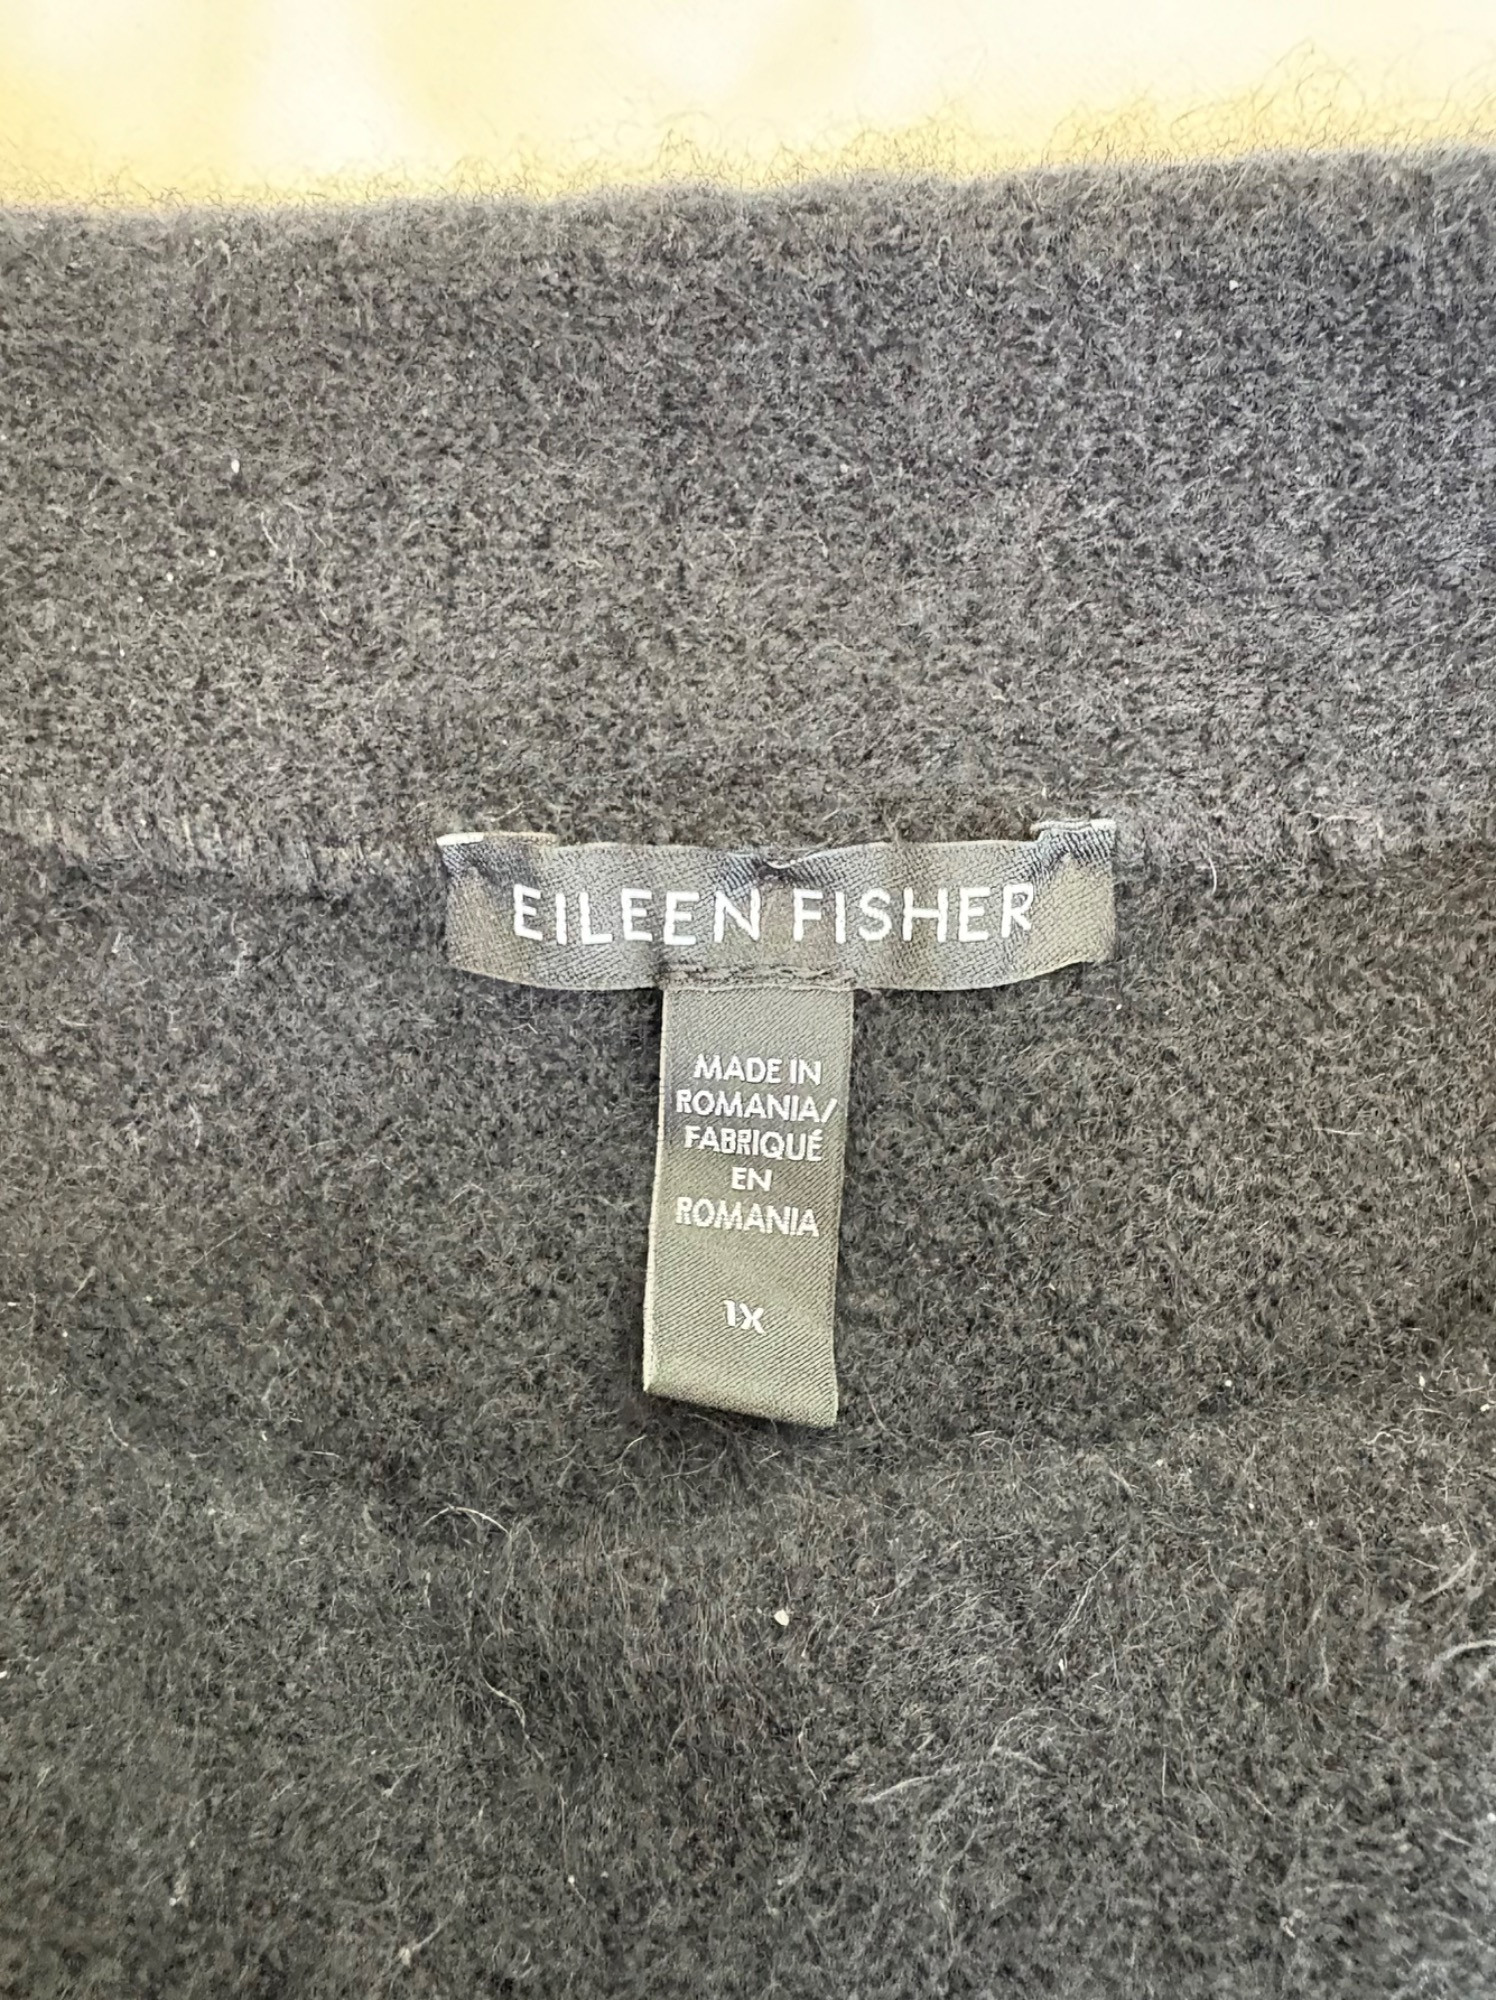 EILEEN FISHER
MADE IN
ROMANIA/
FABRIQUÉ
EN
ROMANIA
1X